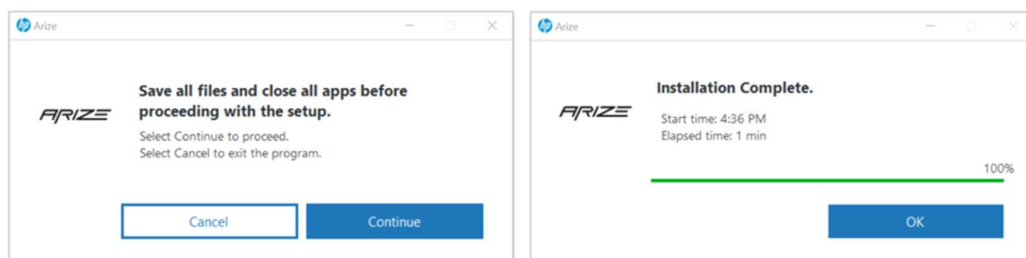 hp Arize
ARIZE
Save all files and close all apps before
proceeding with the setup.
Select Continue to proceed.
Select Cancel to exit the program.
Cancel
Continue
hp Arize
ARIZE
Installation Complete.
Start time: 4:36 PM
Elapsed time: 1 min
100%
OK